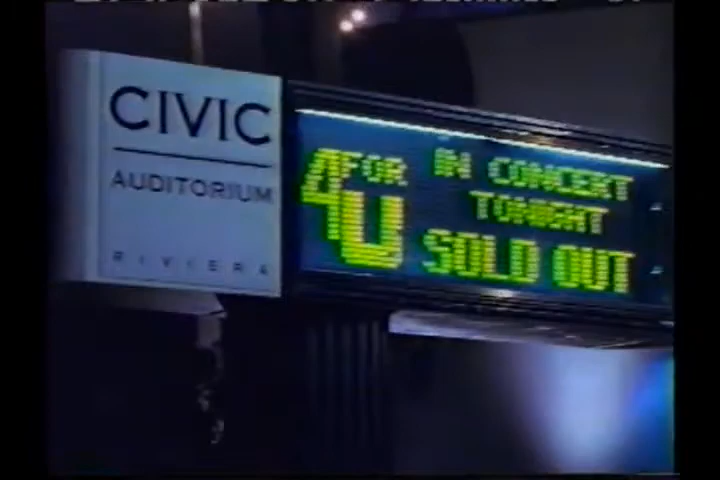 CIVIC
AUDITORIUM
RIVIERA
4 FOR
U
IN CONCERT
TONIGHT
SOLD OUT